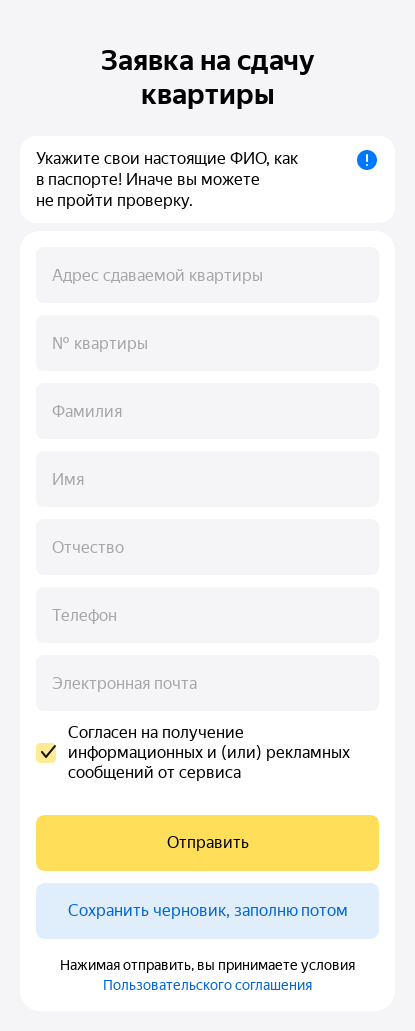 Заявка на сдачу
квартиры
Укажите свои настоящие ФИО, как
в паспорте! Иначе вы можете
не пройти проверку.
Адрес сдаваемой квартиры
№ квартиры
Фамилия
Имя
Отчество
Телефон
Электронная почта
Согласен на получение
информационных и (или) рекламных
сообщений от сервиса
Отправить
Сохранить черновик, заполню потом
Нажимая отправить, вы принимаете условия
Пользовательского соглашения